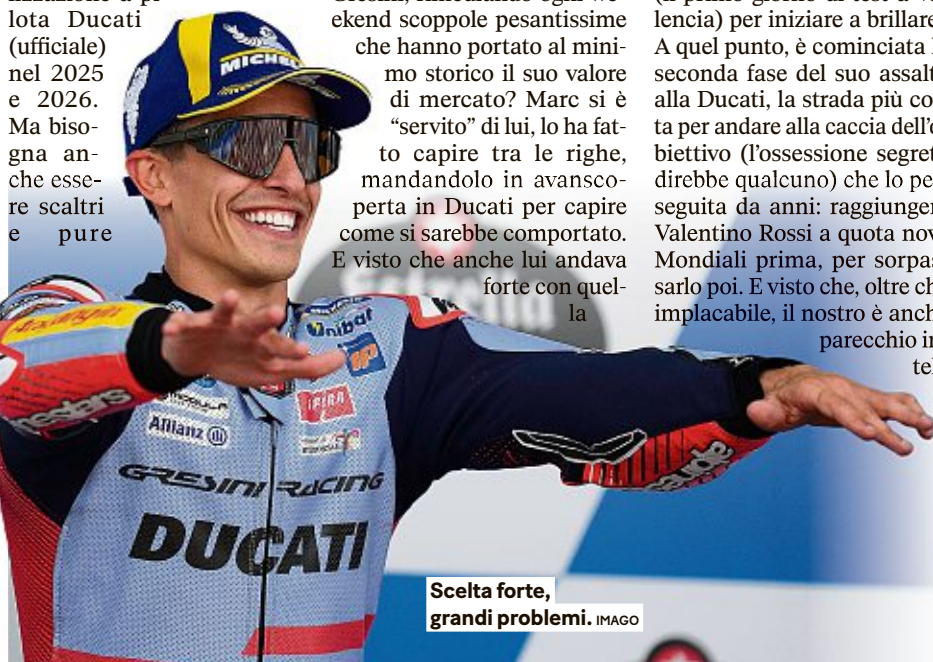 lota Ducati
(ufficiale)
nel 2025
e 2026.
Ma biso-
gna an-
che esse-
re scaltri
e pure
ekend scoppole pesantissime
che hanno portato al mini-
mo storico il suo valore
di mercato? Marc si è
“servito” di lui, lo ha fat-
to capire tra le righe,
mandandolo in avansco-
perta in Ducati per capire
come si sarebbe comportato.
E visto che anche lui andava
forte con quel-
la
lencia) per iniziare a brillare
A quel punto, è cominciata
seconda fase del suo assalt
alla Ducati, la strada più co
ta per andare alla caccia dell’o
biettivo (l’ossessione segret
direbbe qualcuno) che lo pe
seguita da anni: raggiunger
Valentino Rossi a quota nov
Mondiali prima, per sorpas
sarlo poi. E visto che, oltre ch
implacabile, il nostro è anch
parecchio in
tel
MICHEL
Unibat
Allianz
GRESINI RACING
DUCATI
Scelta forte,
grandi problemi. IMAGO